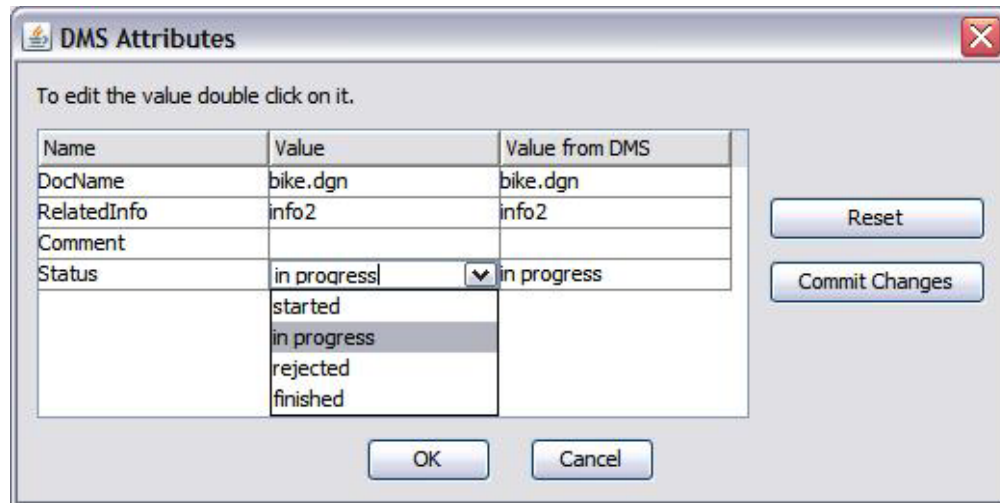 DMS Attributes
To edit the value double click on it.
Name Value Value from DMS
DocName bike.dgn bike.dgn
RelatedInfo info2 info2
Comment
Status in progress in progress
started
in progress
rejected
finished
Reset
Commit Changes
OK Cancel